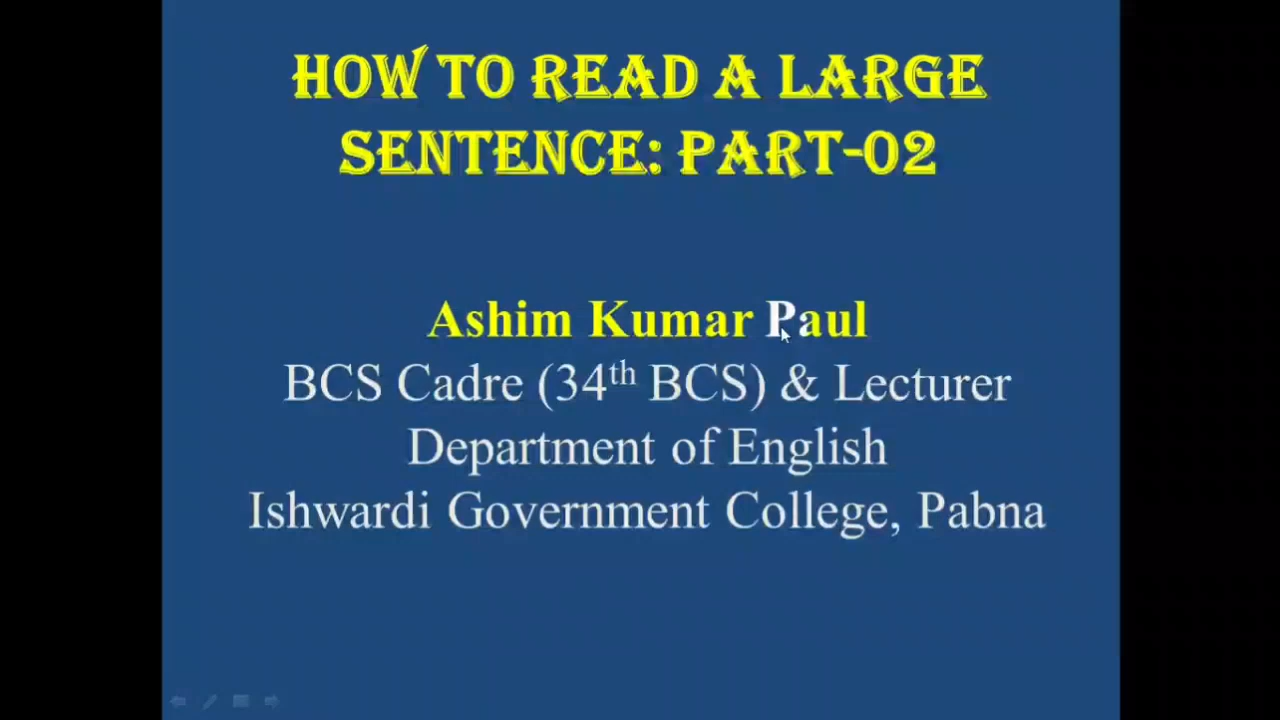 HOW TO READ A LARGE
SENTENCE: PART-02
Ashim Kumar Paul
BCS Cadre (34th BCS) & Lecturer
Department of English
Ishwardi Government College, Pabna